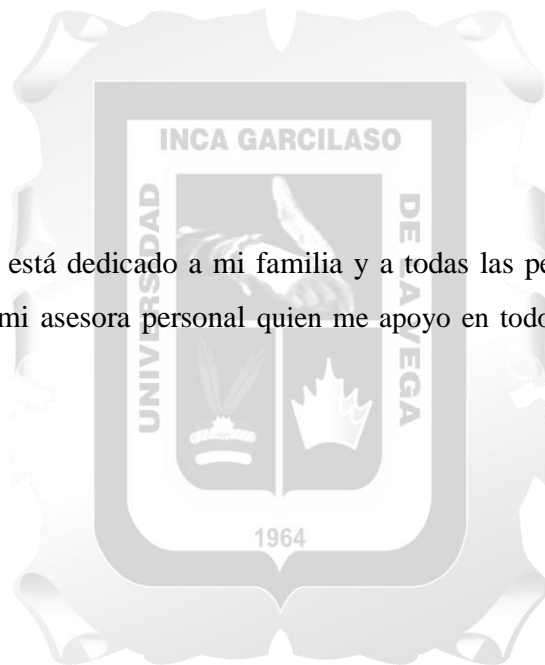 INCA GARCILASO
UNIVERSIDAD
DE LA VEGA
está dedicado a mi familia y a todas las pe
mi asesora personal quien me apoyo en todo
1964